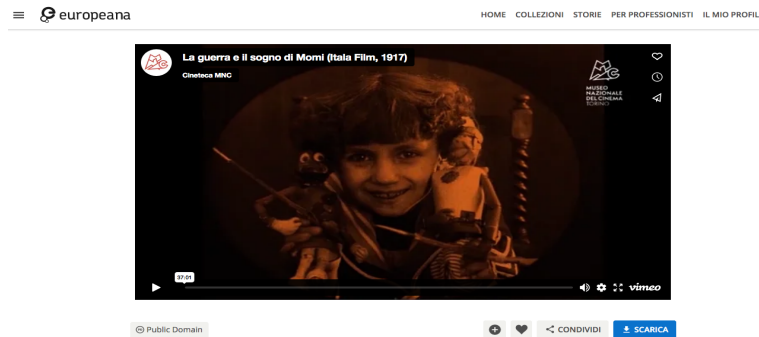 europeana
HOME COLLEZIONI STORIE PER PROFESSIONISTI IL MIO PROFIL
La guerra e il sogno di Momi (Itala Film, 1917)
Cineteca MNC
MUSEO
NAZIONALE
DEL CINEMA
TORINO
37:01
vimeo
Public Domain
CONDIVIDI
SCARICA